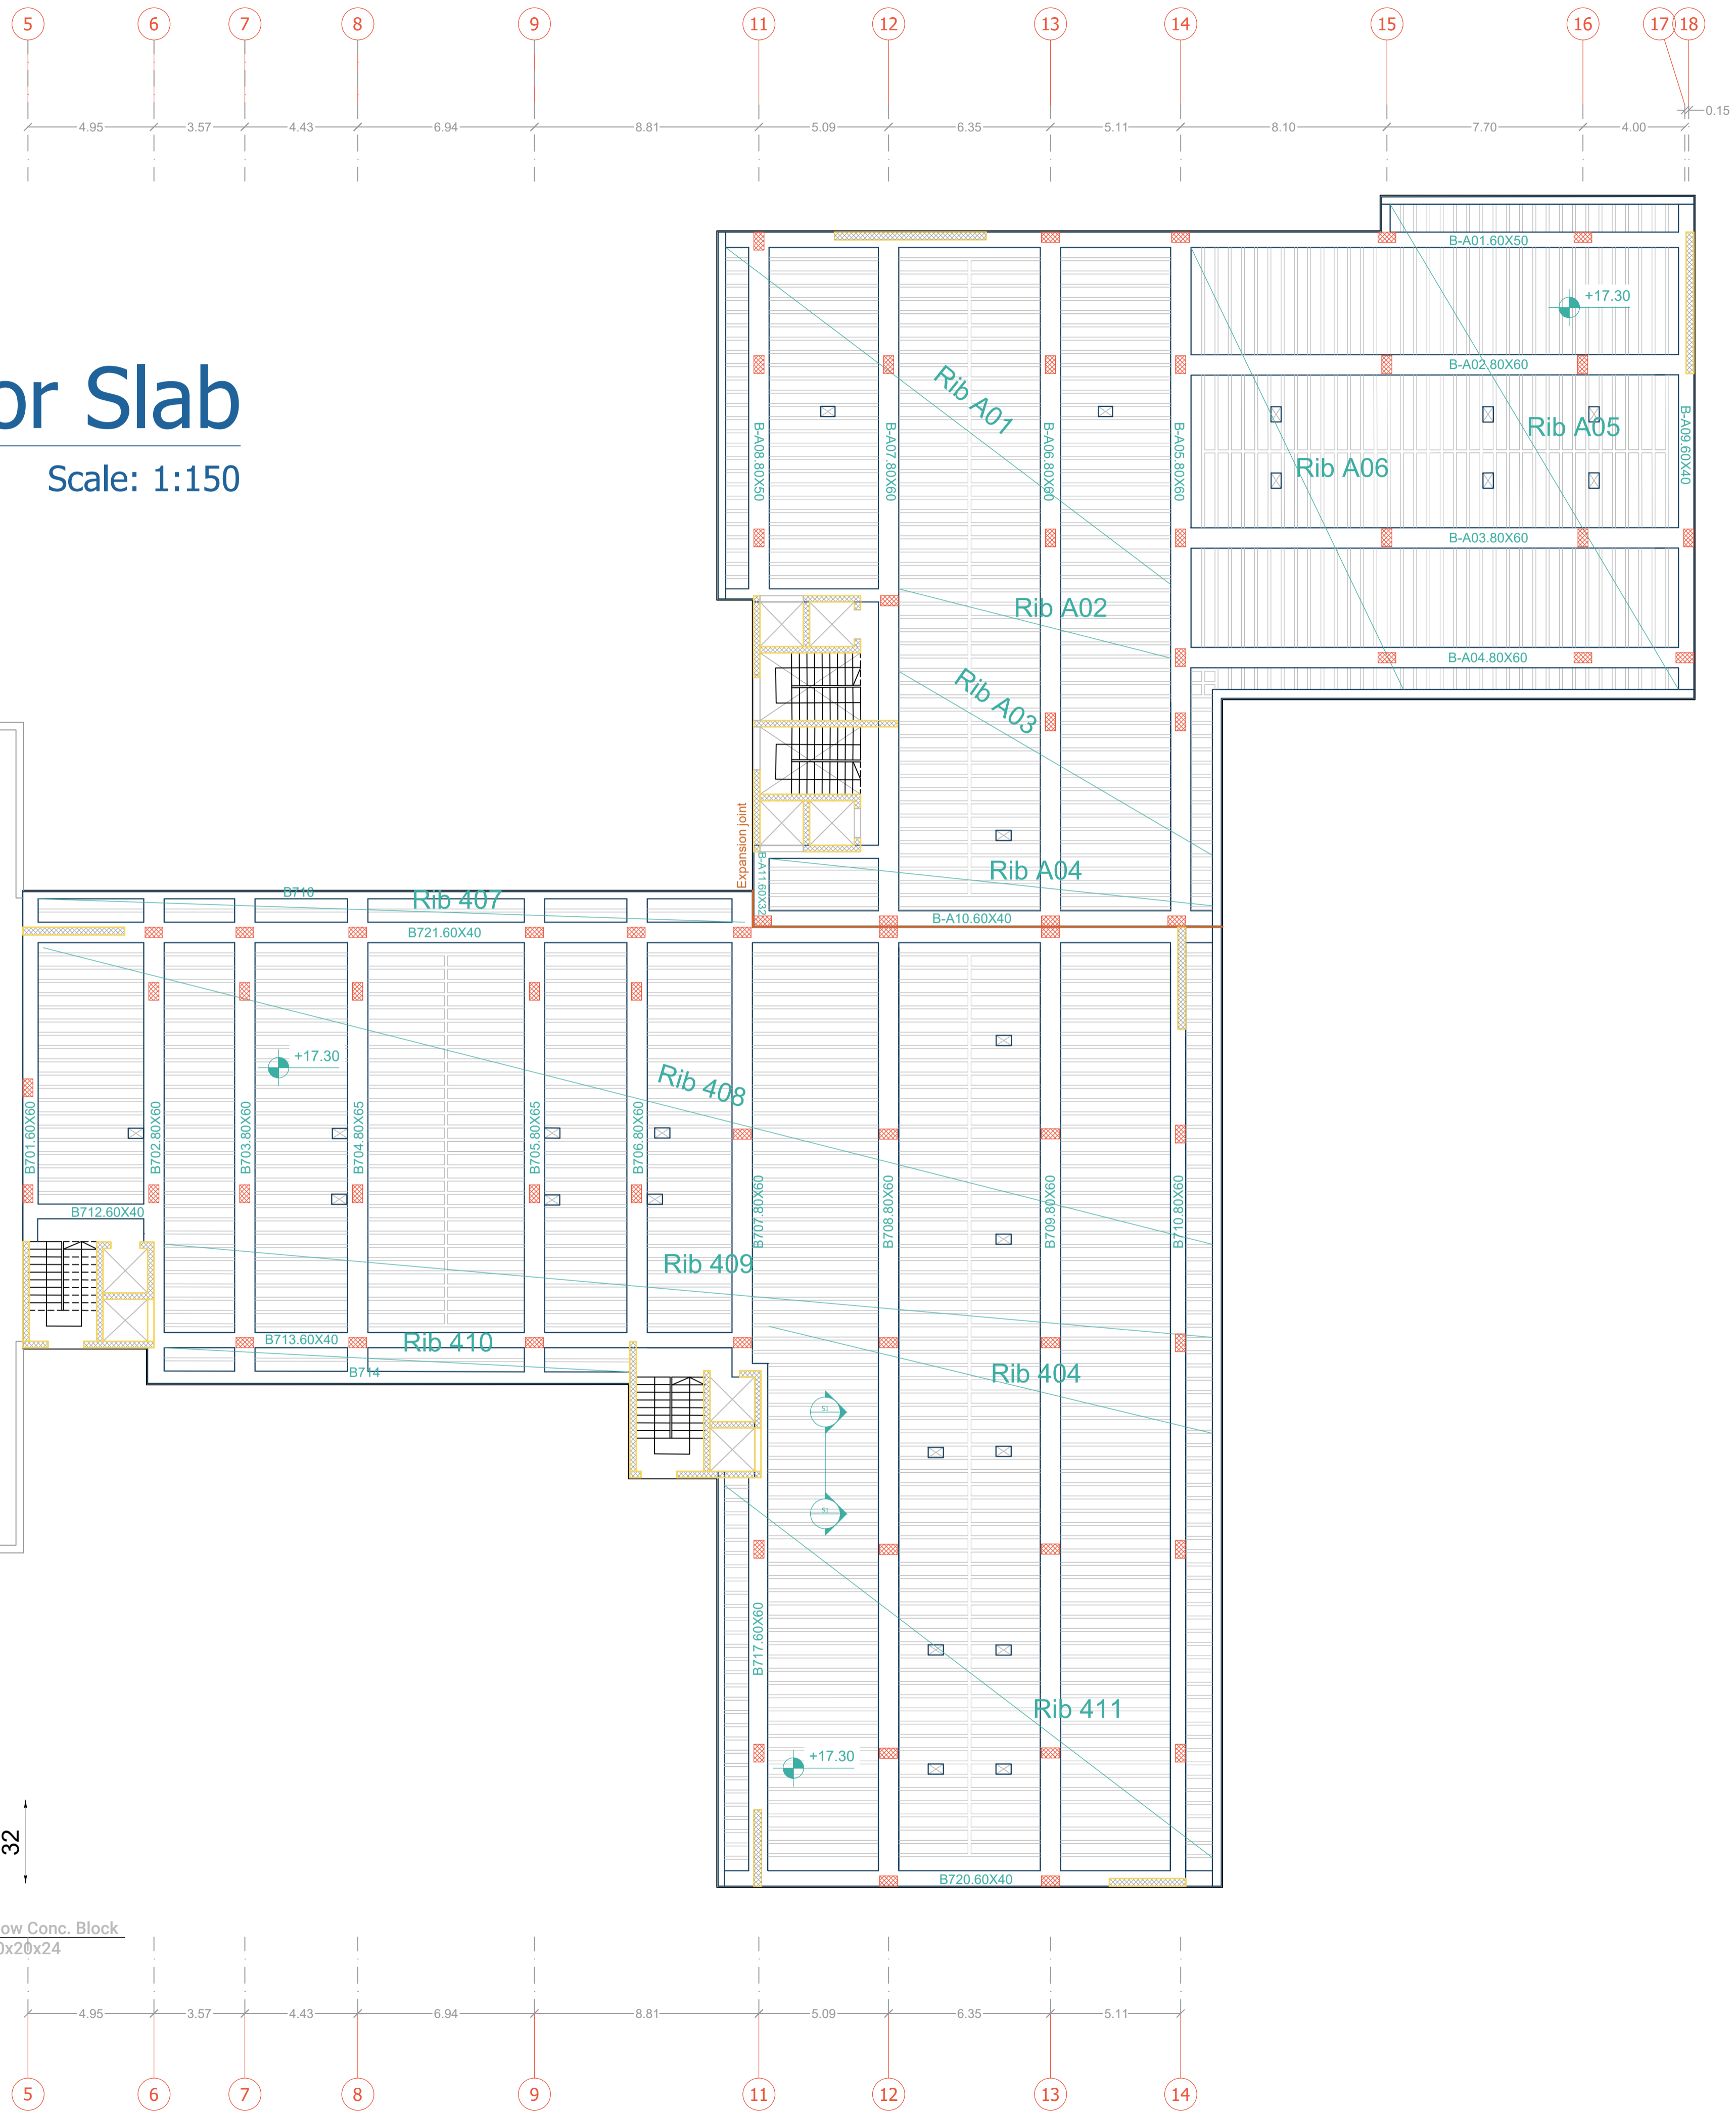 5 6 7 8 9 11 12 13 14 15 16 17 18
4.95 3.57 4.43 6.94 8.81 5.09 6.35 5.11 8.10 7.70 4.00 0.15
or Slab
Scale: 1:150
B-A01.60X50
+17.30
B-A02.80X60
Rib A01
Rib A05
Rib A06
B-A08.80X50
B-A07.80X60
B-A06.80X60
B-A05.80X60
B-A09.60X40
B-A03.80X60
Rib A02
B-A04.80X60
Rib A03
Expansion joint
B-A11.60X32
Rib A04
B-A10.60X40
B710
Rib 407
B721.60X40
+17.30
Rib 408
B701.60X60
B702.80X60
B703.80X60
B704.80X65
B705.80X65
B706.80X60
B707.80X60
B708.80X60
B709.80X60
B710.80X60
B712.60X40
Rib 409
B713.60X40
Rib 410
B714
Rib 404
S1
S1
B717.60X60
Rib 411
+17.30
32
B720.60X40
ow Conc. Block
0x20x24
4.95 3.57 4.43 6.94 8.81 5.09 6.35 5.11
5 6 7 8 9 11 12 13 14